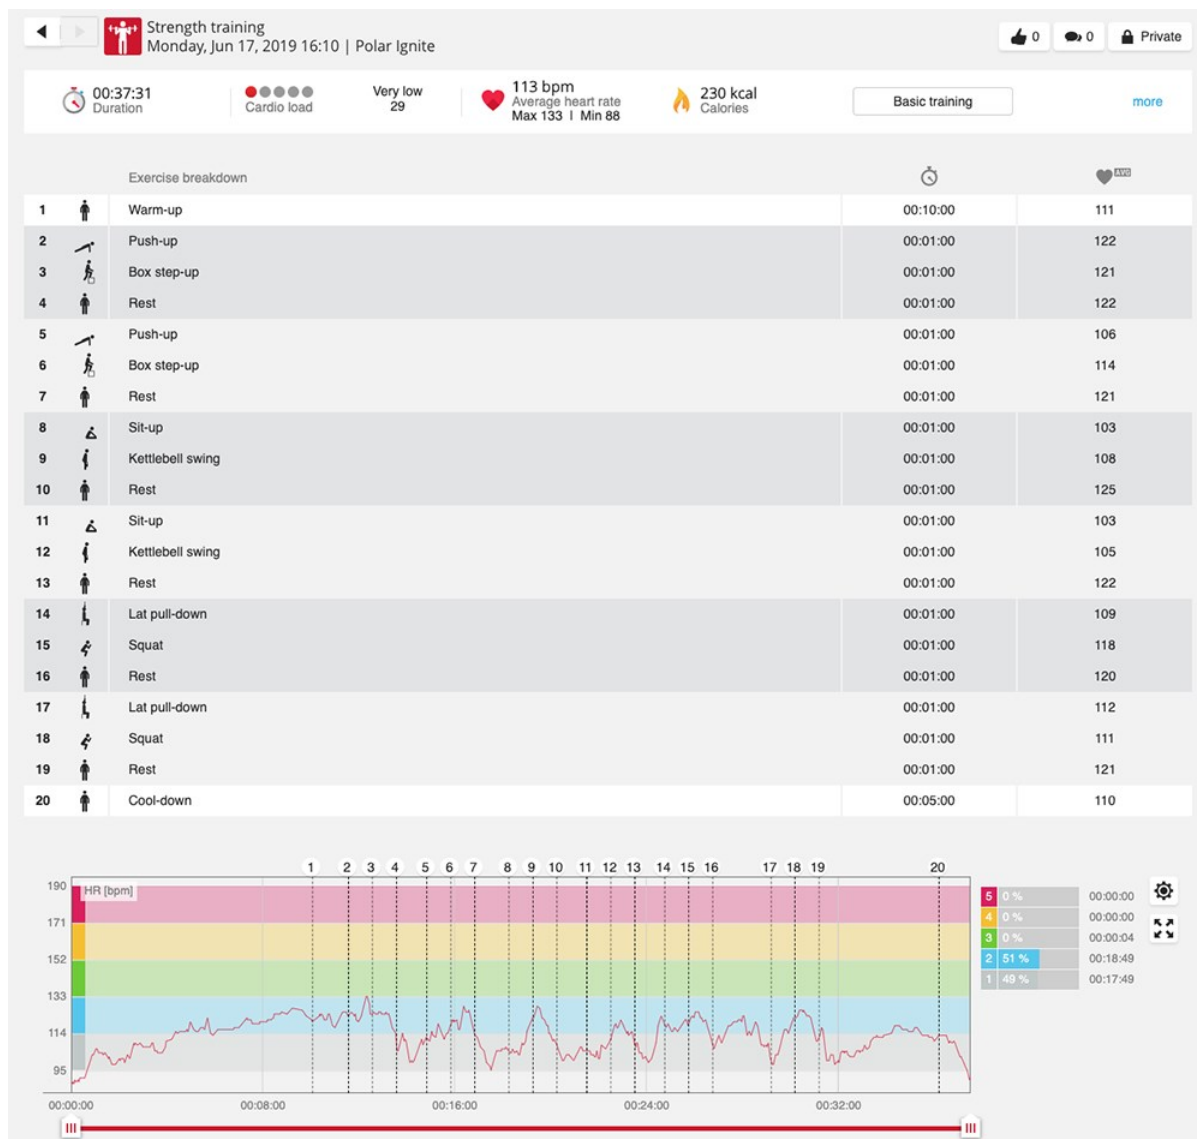 Strength training
Monday, Jun 17, 2019 16:10 | Polar Ignite
0
0
Private
00:37:31
Duration
Cardio load
Very low
29
113 bpm
Average heart rate
Max 133 | Min 88
230 kcal
Calories
Basic training
more
Exercise breakdown
AVG
1 Warm-up 00:10:00 111
2 Push-up 00:01:00 122
3 Box step-up 00:01:00 121
4 Rest 00:01:00 122
5 Push-up 00:01:00 106
6 Box step-up 00:01:00 114
7 Rest 00:01:00 121
8 Sit-up 00:01:00 103
9 Kettlebell swing 00:01:00 108
10 Rest 00:01:00 125
11 Sit-up 00:01:00 103
12 Kettlebell swing 00:01:00 105
13 Rest 00:01:00 122
14 Lat pull-down 00:01:00 109
15 Squat 00:01:00 118
16 Rest 00:01:00 120
17 Lat pull-down 00:01:00 112
18 Squat 00:01:00 111
19 Rest 00:01:00 121
20 Cool-down 00:05:00 110
1 2 3 4 5 6 7 8 9 10 11 12 13 14 15 16 17 18 19 20
HR [bpm]
190
171
152
133
114
95
00:00:00 00:08:00 00:16:00 00:24:00 00:32:00
5 0 % 00:00:00
4 0 % 00:00:00
3 0 % 00:00:04
2 51 % 00:18:49
1 49 % 00:17:49